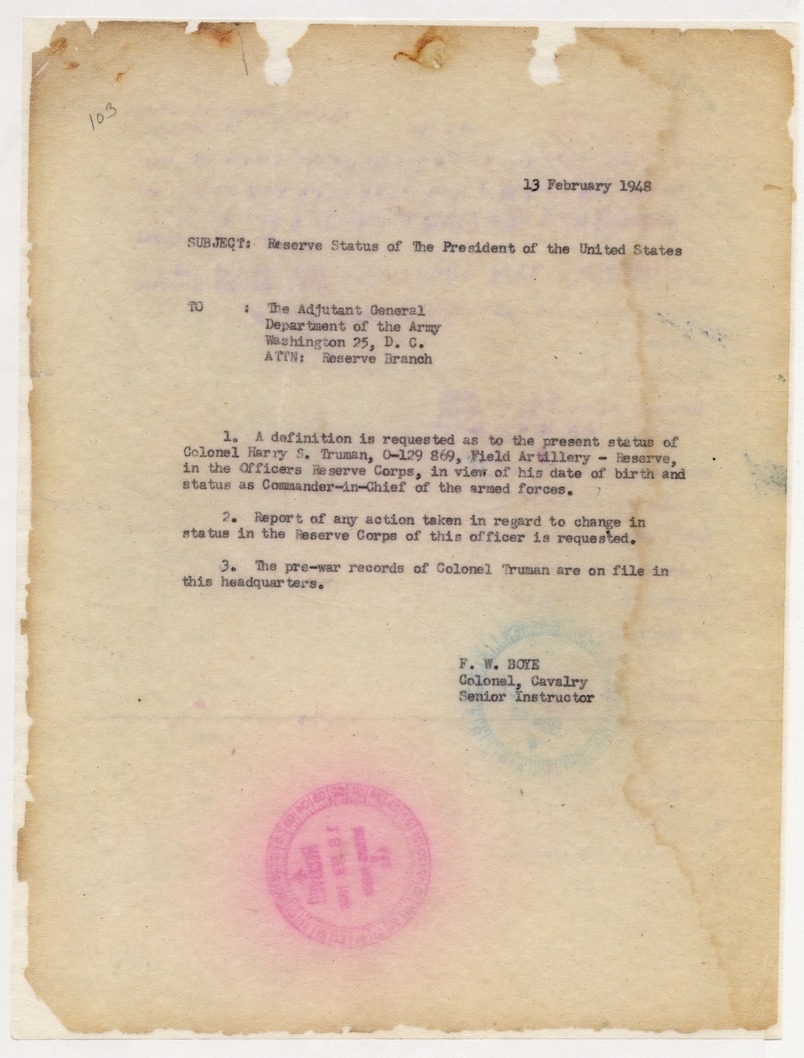 103
13 February 1948
SUBJECT: Reserve Status of The President of the United States
TO : The Adjutant General
Department of the Army
Washington 25, D. C.
ATTN: Reserve Branch
1. A definition is requested as to the present status of
Colonel Harry S. Truman, O-129 869, Field Artillery - Reserve,
in the Officers Reserve Corps, in view of his date of birth and
status as Commander-in-Chief of the armed forces.
2. Report of any action taken in regard to change in
status in the Reserve Corps of this officer is requested.
3. The pre-war records of Colonel Truman are on file in
this headquarters.
F. W. BOYE
Colonel, Cavalry
Senior Instructor